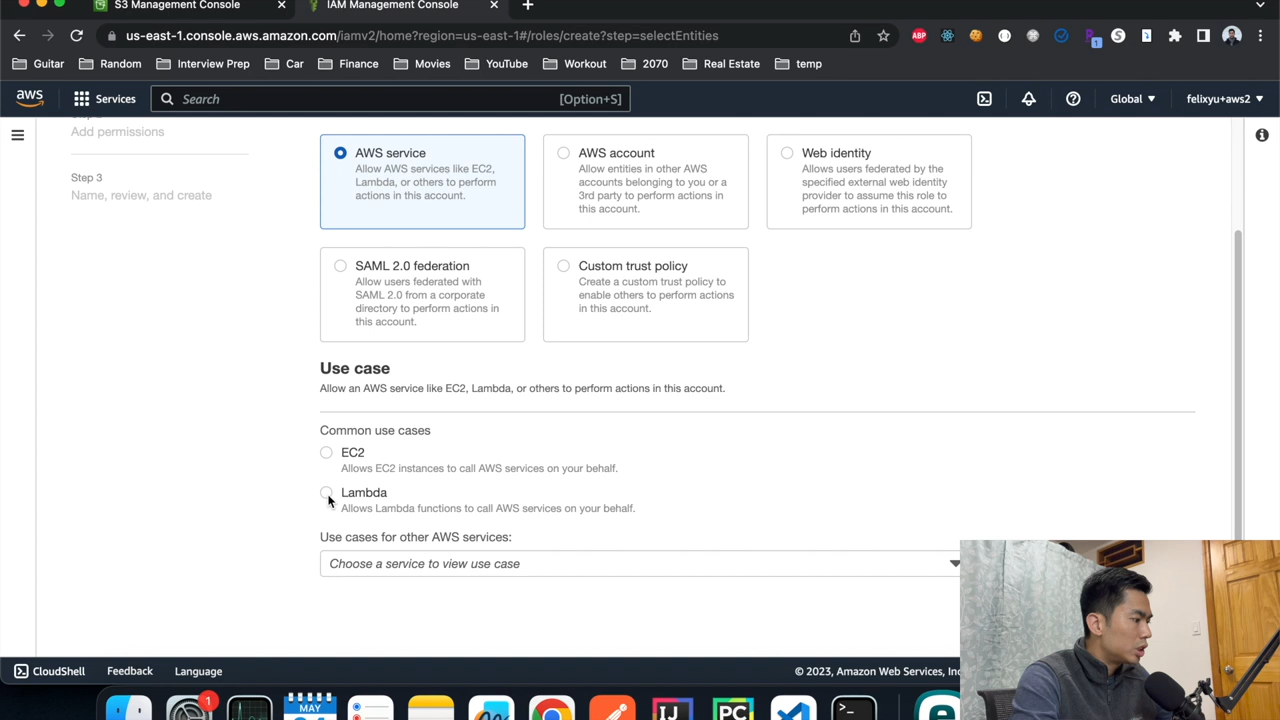 S3 Management Console
IAM Management Console
us-east-1.console.aws.amazon.com/iamv2/home?region=us-east-1#/roles/create?step=selectEntities
ABP
1
S
Guitar
Random
Interview Prep
Car
Finance
Movies
YouTube
Workout
2070
Real Estate
temp
aws
Services
Search
[Option+S]
Global
felixyu+aws2
Add permissions
Step 3
Name, review, and create
AWS service
Allow AWS services like EC2,
Lambda, or others to perform
actions in this account.
AWS account
Allow entities in other AWS
accounts belonging to you or a
3rd party to perform actions in
this account.
Web identity
Allows users federated by the
specified external web identity
provider to assume this role to
perform actions in this account.
SAML 2.0 federation
Allow users federated with
SAML 2.0 from a corporate
directory to perform actions in
this account.
Custom trust policy
Create a custom trust policy to
enable others to perform actions
in this account.
Use case
Allow an AWS service like EC2, Lambda, or others to perform actions in this account.
Common use cases
EC2
Allows EC2 instances to call AWS services on your behalf.
Lambda
Allows Lambda functions to call AWS services on your behalf.
Use cases for other AWS services:
Choose a service to view use case
CloudShell
Feedback
Language
© 2023, Amazon Web Services, Inc
1
MAY
IJ
PC